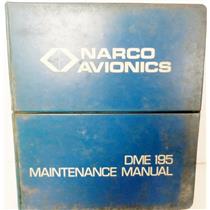 NARCO
AVIONICS
DME 195
MAINTENANCE MANUAL